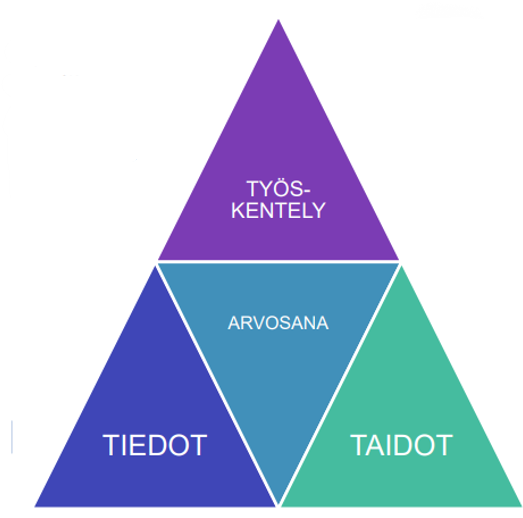 TYÖS-
KENTELY
ARVOSANA
TIEDOT
TAIDOT